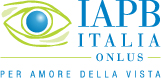 IAPB
ITALIA
ONLUS
PER AMORE DELLA VISTA